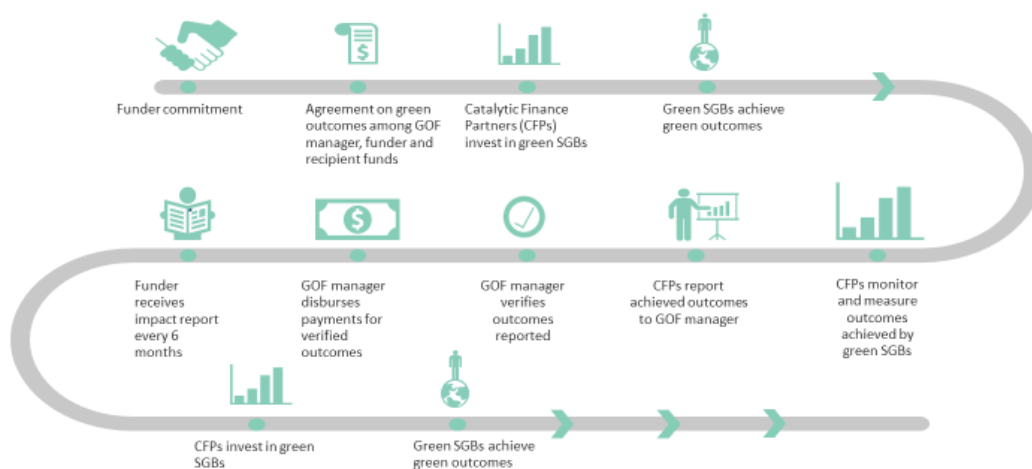 Funder commitment
Agreement on green
outcomes among GOF
manager, funder and
recipient funds
Catalytic Finance
Partners (CFPs)
invest in green SGBs
Green SGBs achieve
green outcomes
Funder
receives
impact report
every 6
months
GOF manager
disburses
payments for
verified
outcomes
GOF manager
verifies
outcomes
reported
CFPs report
achieved outcomes
to GOF manager
CFPs monitor
and measure
outcomes
achieved by
green SGBs
CFPs invest in green
SGBs
Green SGBs achieve
green outcomes